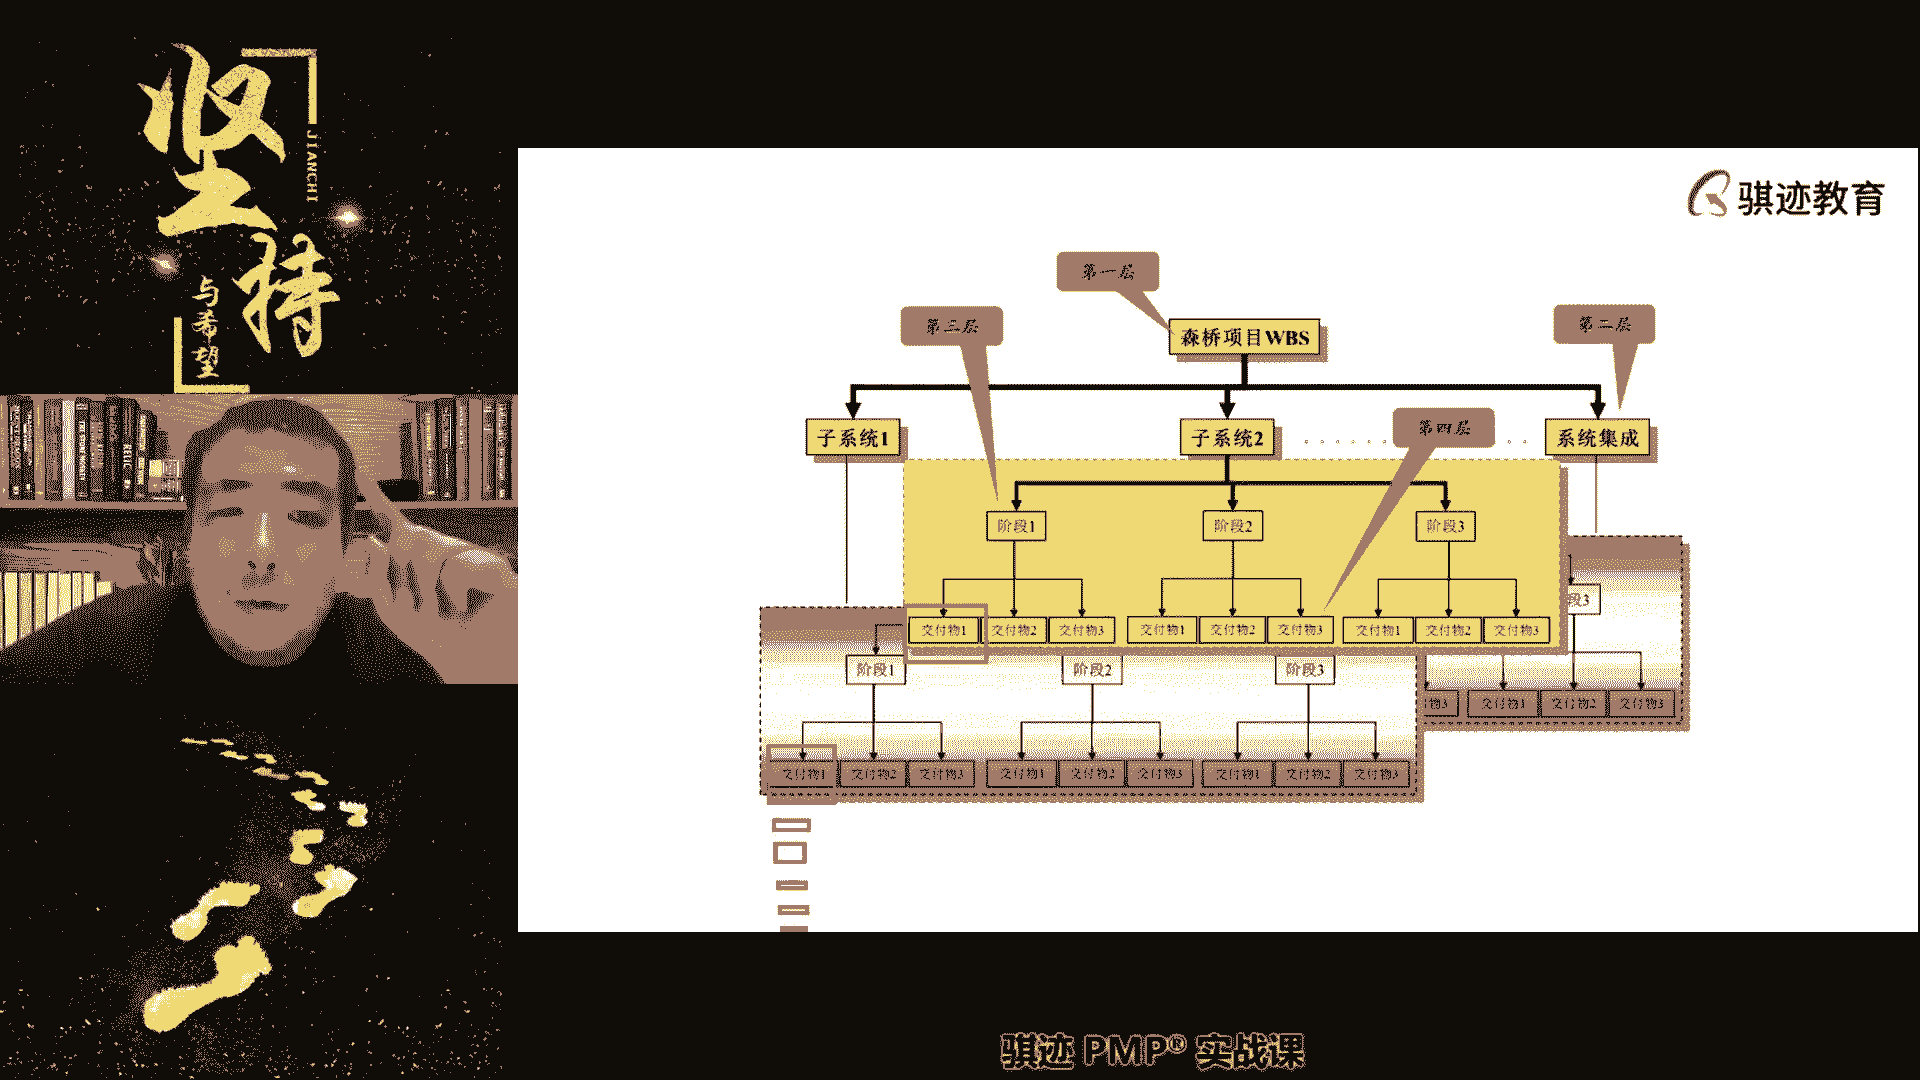 坚持
JIANCHI
与希望
骐迹教育
第一层
第三层
第二层
森桥项目WBS
子系统1
子系统2
第四层
系统集成
阶段1
阶段2
阶段3
段3
交付物1 交付物2 交付物3 交付物1 交付物2 交付物3 交付物1 交付物2 交付物3
阶段1
阶段2
阶段3
物3 交付物1 交付物2 交付物3
交付物1 交付物2 交付物3 交付物1 交付物2 交付物3 交付物1 交付物2 交付物3
骐迹 PMP® 实战课